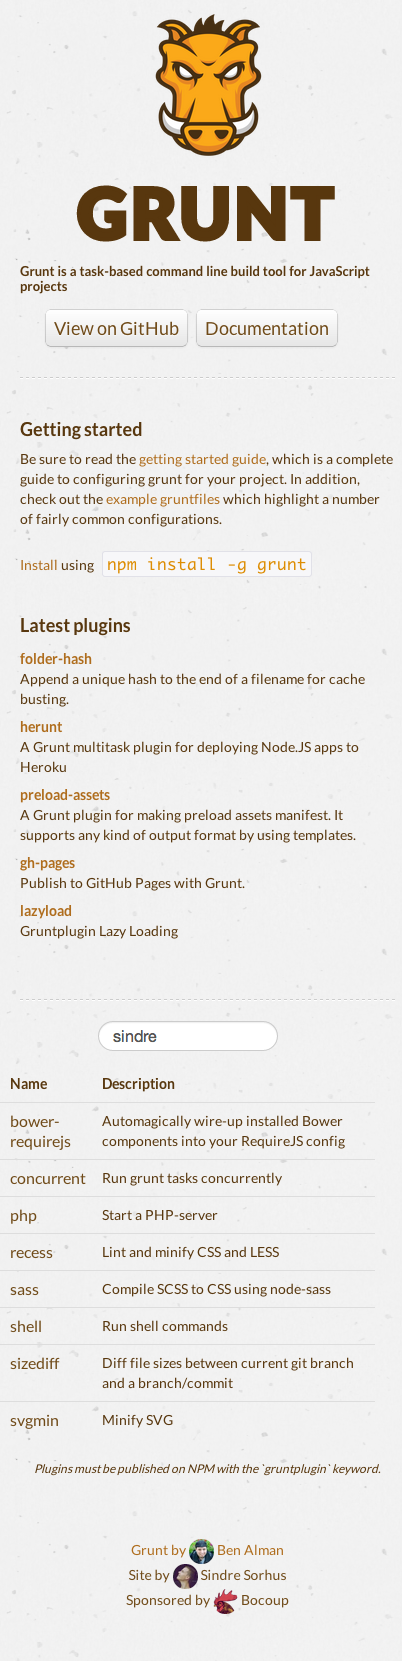 GRUNT
Grunt is a task-based command line build tool for JavaScript
projects
View on GitHub Documentation
Getting started
Be sure to read the getting started guide, which is a complete
guide to configuring grunt for your project. In addition,
check out the example gruntfiles which highlight a number
of fairly common configurations.
Install using npm install -g grunt
Latest plugins
folder-hash
Append a unique hash to the end of a filename for cache
busting.
herunt
A Grunt multitask plugin for deploying Node.JS apps to
Heroku
preload-assets
A Grunt plugin for making preload assets manifest. It
supports any kind of output format by using templates.
gh-pages
Publish to GitHub Pages with Grunt.
lazyload
Gruntplugin Lazy Loading
sindre
Name Description
bower- Automagically wire-up installed Bower
requirejs components into your RequireJS config
concurrent Run grunt tasks concurrently
php Start a PHP-server
recess Lint and minify CSS and LESS
sass Compile SCSS to CSS using node-sass
shell Run shell commands
sizediff Diff file sizes between current git branch
and a branch/commit
svgmin Minify SVG
Plugins must be published on NPM with the `gruntplugin` keyword.
Grunt by Ben Alman
Site by Sindre Sorhus
Sponsored by Bocoup